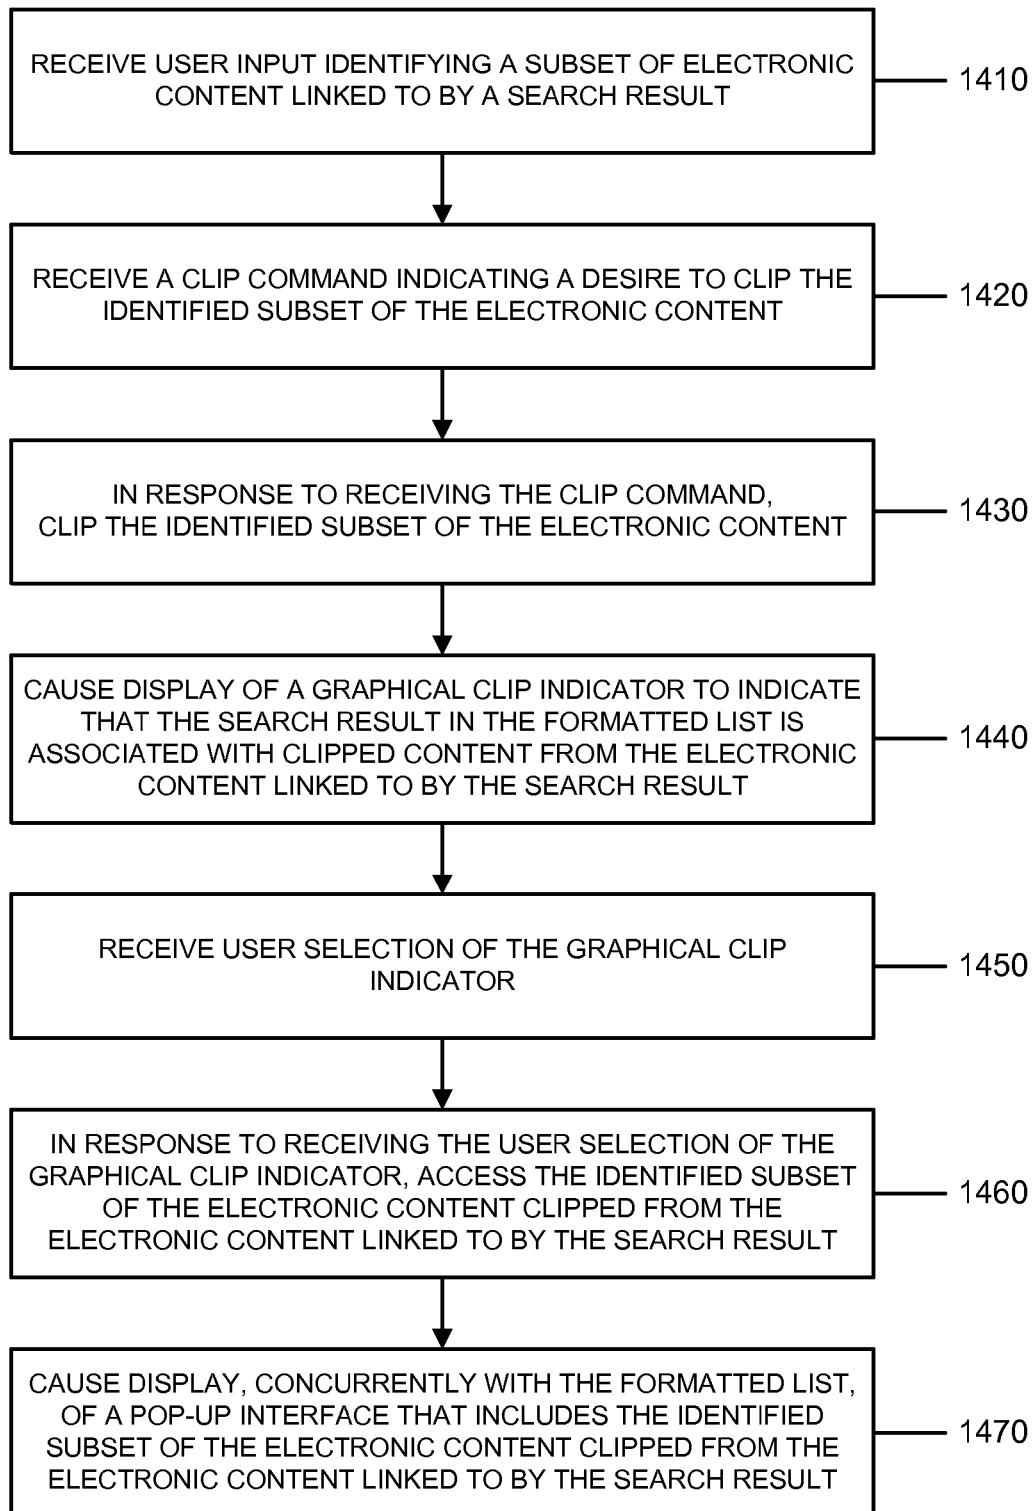 RECEIVE USER INPUT IDENTIFYING A SUBSET OF ELECTRONIC
CONTENT LINKED TO BY A SEARCH RESULT
1410
RECEIVE A CLIP COMMAND INDICATING A DESIRE TO CLIP THE
IDENTIFIED SUBSET OF THE ELECTRONIC CONTENT
1420
IN RESPONSE TO RECEIVING THE CLIP COMMAND,
CLIP THE IDENTIFIED SUBSET OF THE ELECTRONIC CONTENT
1430
CAUSE DISPLAY OF A GRAPHICAL CLIP INDICATOR TO INDICATE
THAT THE SEARCH RESULT IN THE FORMATTED LIST IS
ASSOCIATED WITH CLIPPED CONTENT FROM THE ELECTRONIC
CONTENT LINKED TO BY THE SEARCH RESULT
1440
RECEIVE USER SELECTION OF THE GRAPHICAL CLIP
INDICATOR
1450
IN RESPONSE TO RECEIVING THE USER SELECTION OF THE
GRAPHICAL CLIP INDICATOR, ACCESS THE IDENTIFIED SUBSET
OF THE ELECTRONIC CONTENT CLIPPED FROM THE
ELECTRONIC CONTENT LINKED TO BY THE SEARCH RESULT
1460
CAUSE DISPLAY, CONCURRENTLY WITH THE FORMATTED LIST,
OF A POP-UP INTERFACE THAT INCLUDES THE IDENTIFIED
SUBSET OF THE ELECTRONIC CONTENT CLIPPED FROM THE
ELECTRONIC CONTENT LINKED TO BY THE SEARCH RESULT
1470